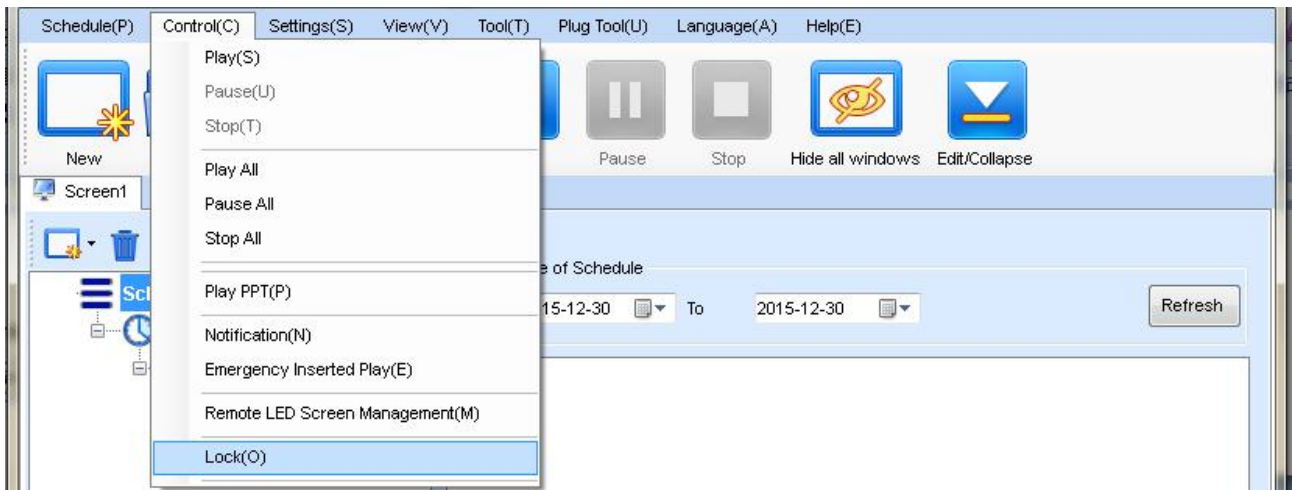 Schedule(P) Control(C) Settings(S) View(V) Tool(T) Plug Tool(U) Language(A) Help(E)
Play(S)
Pause(U)
Stop(T)
Play All
Pause All
Stop All
Play PPT(P)
Notification(N)
Emergency Inserted Play(E)
Remote LED Screen Management(M)
Lock(O)
New Pause Stop Hide all windows Edit/Collapse
Screen1
of Schedule
15-12-30 To 2015-12-30 Refresh